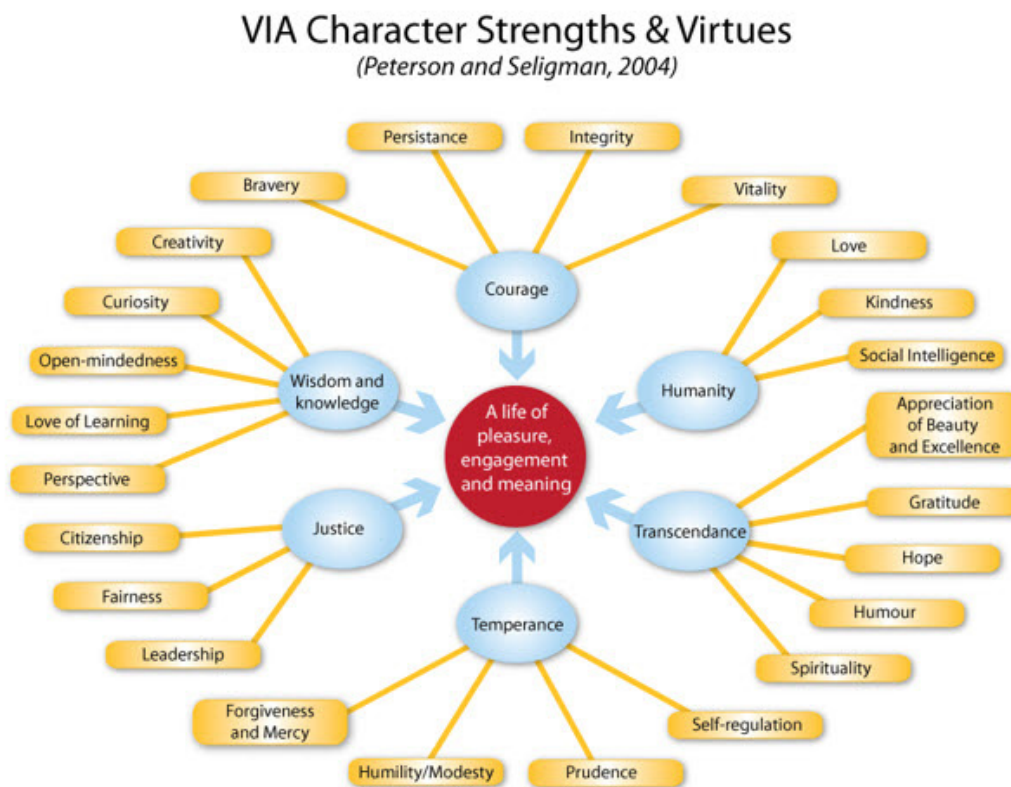 VIA Character Strengths & Virtues
(Peterson and Seligman, 2004)
Persistance
Integrity
Bravery
Vitality
Courage
Creativity
Curiosity
Open-mindedness
Love of Learning
Perspective
Wisdom and
knowledge
Love
Kindness
Social Intelligence
Humanity
A life of
pleasure,
engagement
and meaning
Appreciation
of Beauty
and Excellence
Gratitude
Hope
Humour
Spirituality
Transcendance
Citizenship
Fairness
Leadership
Justice
Temperance
Forgiveness
and Mercy
Humility/Modesty
Prudence
Self-regulation